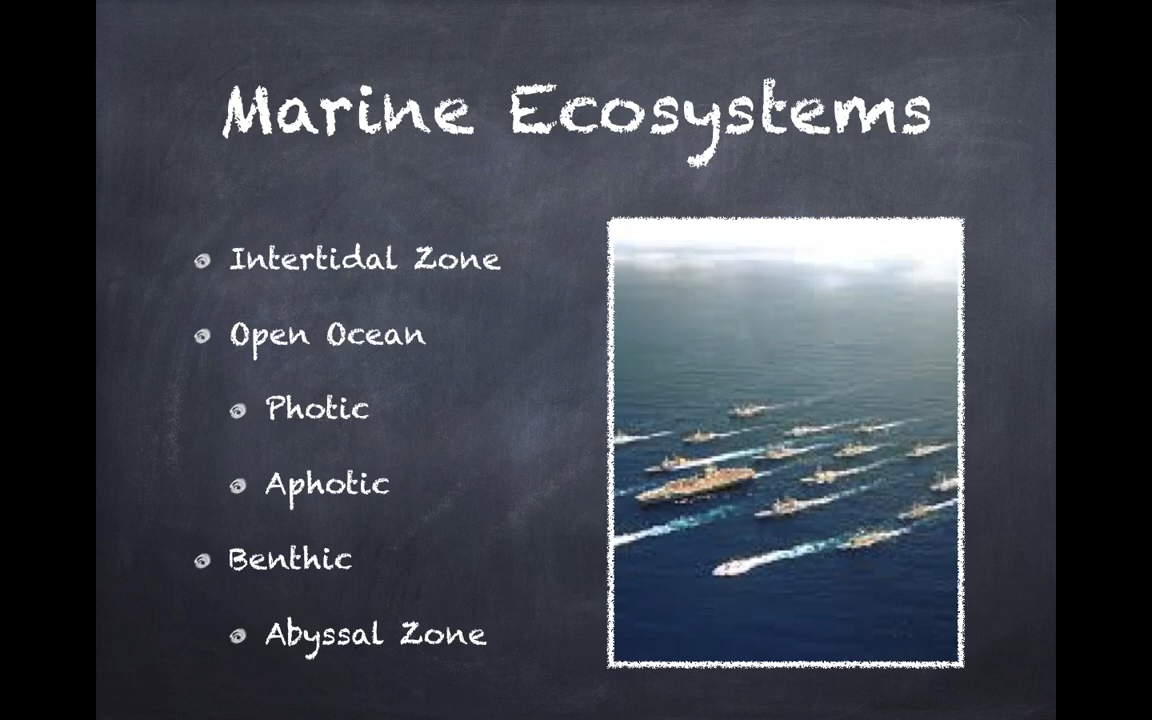 Marine Ecosystems
Intertidal Zone
Open Ocean
Photic
Aphotic
Benthic
Abyssal Zone